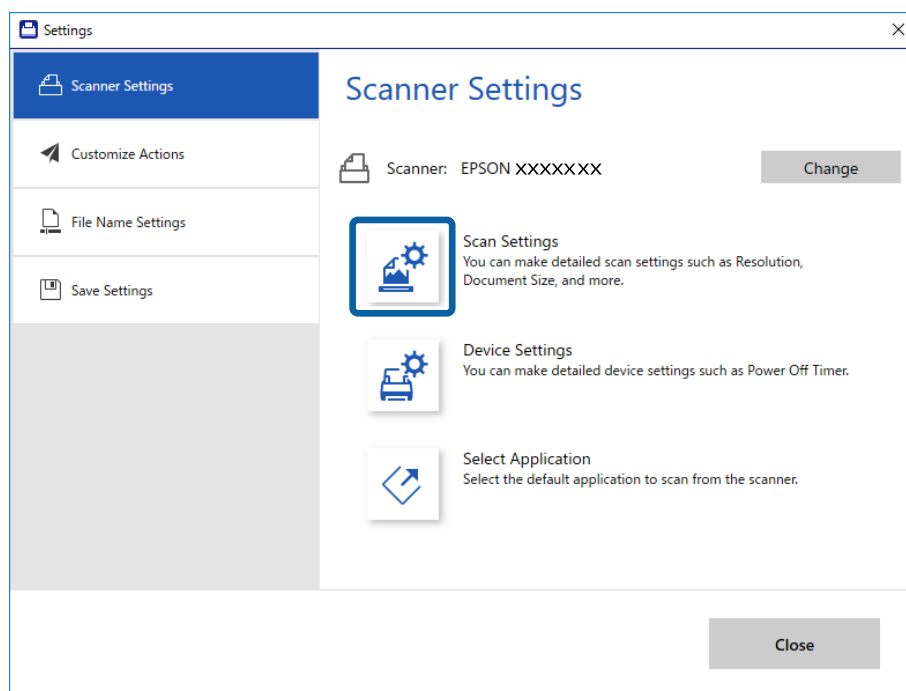 Settings
Scanner Settings
Customize Actions
File Name Settings
Save Settings
Scanner Settings
Scanner: EPSON XXXXXXX
Change
Scan Settings
You can make detailed scan settings such as Resolution,
Document Size, and more.
Device Settings
You can make detailed device settings such as Power Off Timer.
Select Application
Select the default application to scan from the scanner.
Close